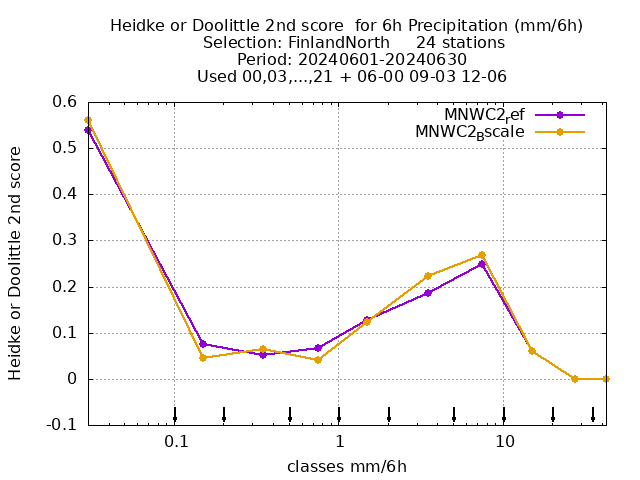 Heidke or Doolittle 2nd score  for 6h Precipitation (mm/6h)
Selection: FinlandNorth     24 stations
Period: 20240601-20240630
Used 00,03,...,21 + 06-00 09-03 12-06
MNWC2ref
MNWC2Bscale
0.6
0.5
0.4
0.3
0.2
0.1
0
-0.1
Heidke or Doolittle 2nd score
0.1
1
10
classes mm/6h